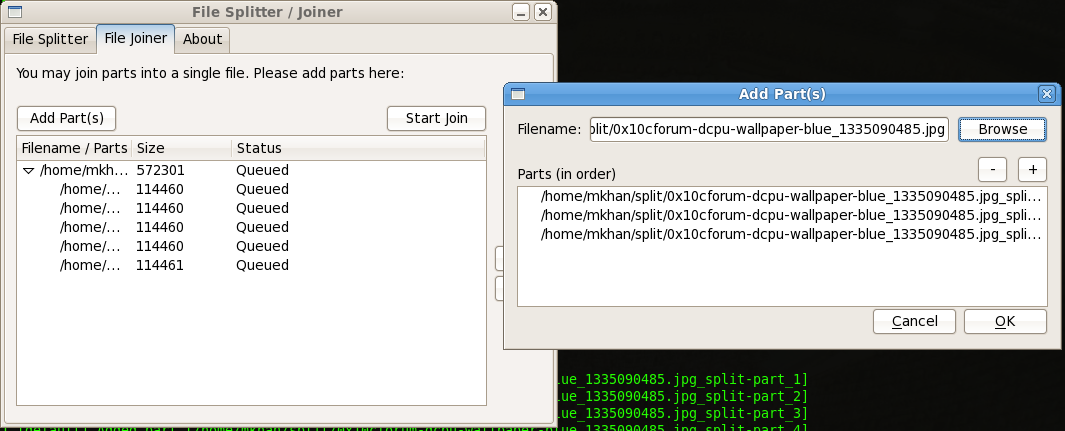 File Splitter / Joiner
File Splitter File Joiner About
You may join parts into a single file. Please add parts here:
Add Part(s) Start Join
Filename / Parts Size Status
/home/mkh... 572301 Queued
/home/... 114460 Queued
/home/... 114460 Queued
/home/... 114460 Queued
/home/... 114460 Queued
/home/... 114461 Queued
Add Part(s)
Filename: plit/0x10cforum-dcpu-wallpaper-blue_1335090485.jpg Browse
- +
Parts (in order)
/home/mkhan/split/0x10cforum-dcpu-wallpaper-blue_1335090485.jpg_spli...
/home/mkhan/split/0x10cforum-dcpu-wallpaper-blue_1335090485.jpg_spli...
/home/mkhan/split/0x10cforum-dcpu-wallpaper-blue_1335090485.jpg_spli...
Cancel OK
lue_1335090485.jpg_split-part_1]
lue_1335090485.jpg_split-part_2]
lue_1335090485.jpg_split-part_3]
lue_1335090485.jpg_split-part_4]